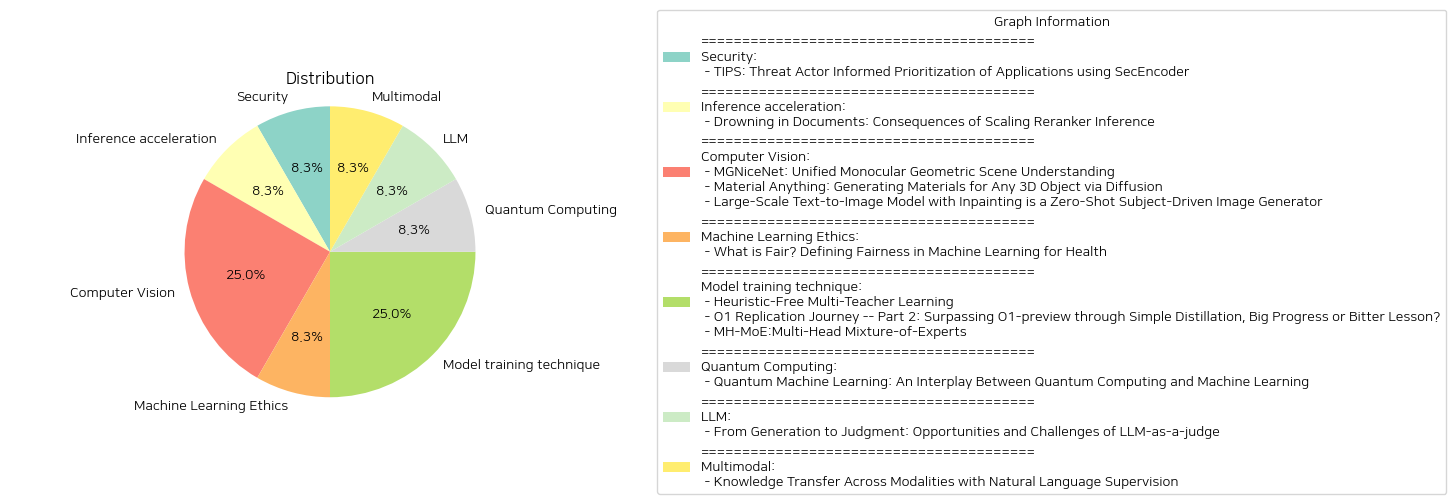 Distribution
Security
Multimodal
Inference acceleration
LLM
8.3%
8.3%
8.3%
8.3%
Quantum Computing
8.3%
25.0%
Computer Vision
25.0%
8.3%
Model training technique
Machine Learning Ethics
Graph Information
========================================
Security:
- TIPS: Threat Actor Informed Prioritization of Applications using SecEncoder
========================================
Inference acceleration:
- Drowning in Documents: Consequences of Scaling Reranker Inference
========================================
Computer Vision:
- MGNiceNet: Unified Monocular Geometric Scene Understanding
- Material Anything: Generating Materials for Any 3D Object via Diffusion
- Large-Scale Text-to-Image Model with Inpainting is a Zero-Shot Subject-Driven Image Generator
========================================
Machine Learning Ethics:
- What is Fair? Defining Fairness in Machine Learning for Health
========================================
Model training technique:
- Heuristic-Free Multi-Teacher Learning
- O1 Replication Journey -- Part 2: Surpassing O1-preview through Simple Distillation, Big Progress or Bitter Lesson?
- MH-MoE:Multi-Head Mixture-of-Experts
========================================
Quantum Computing:
- Quantum Machine Learning: An Interplay Between Quantum Computing and Machine Learning
========================================
LLM:
- From Generation to Judgment: Opportunities and Challenges of LLM-as-a-judge
========================================
Multimodal:
- Knowledge Transfer Across Modalities with Natural Language Supervision